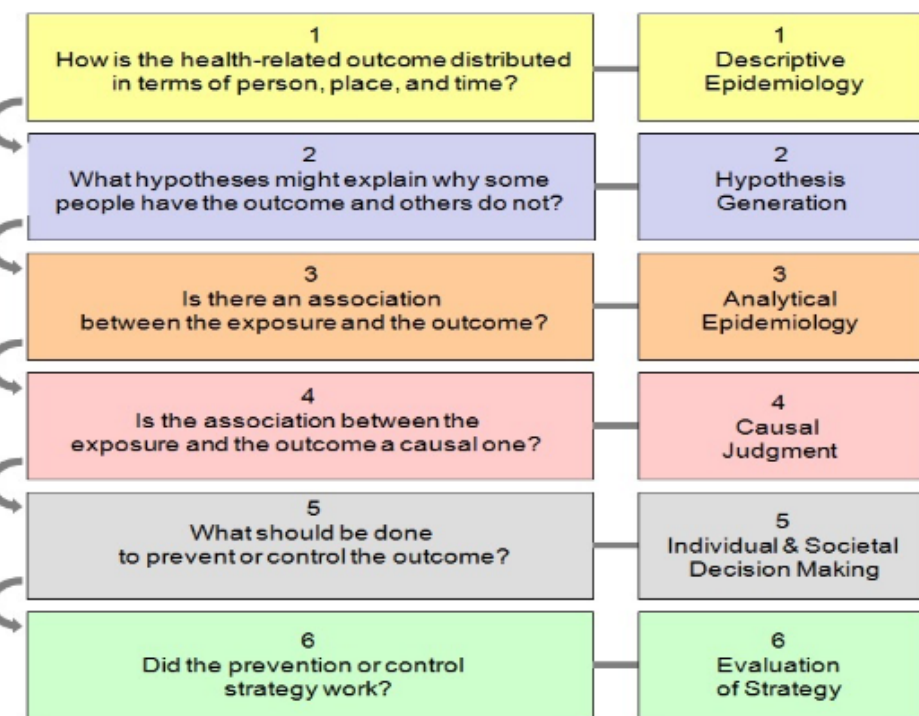 1
How is the health-related outcome distributed
in terms of person, place, and time?
1
Descriptive
Epidemiology
2
What hypotheses might explain why some
people have the outcome and others do not?
2
Hypothesis
Generation
3
Is there an association
between the exposure and the outcome?
3
Analytical
Epidemiology
4
Is the association between the
exposure and the outcome a causal one?
4
Causal
Judgment
5
What should be done
to prevent or control the outcome?
5
Individual & Societal
Decision Making
6
Did the prevention or control
strategy work?
6
Evaluation
of Strategy